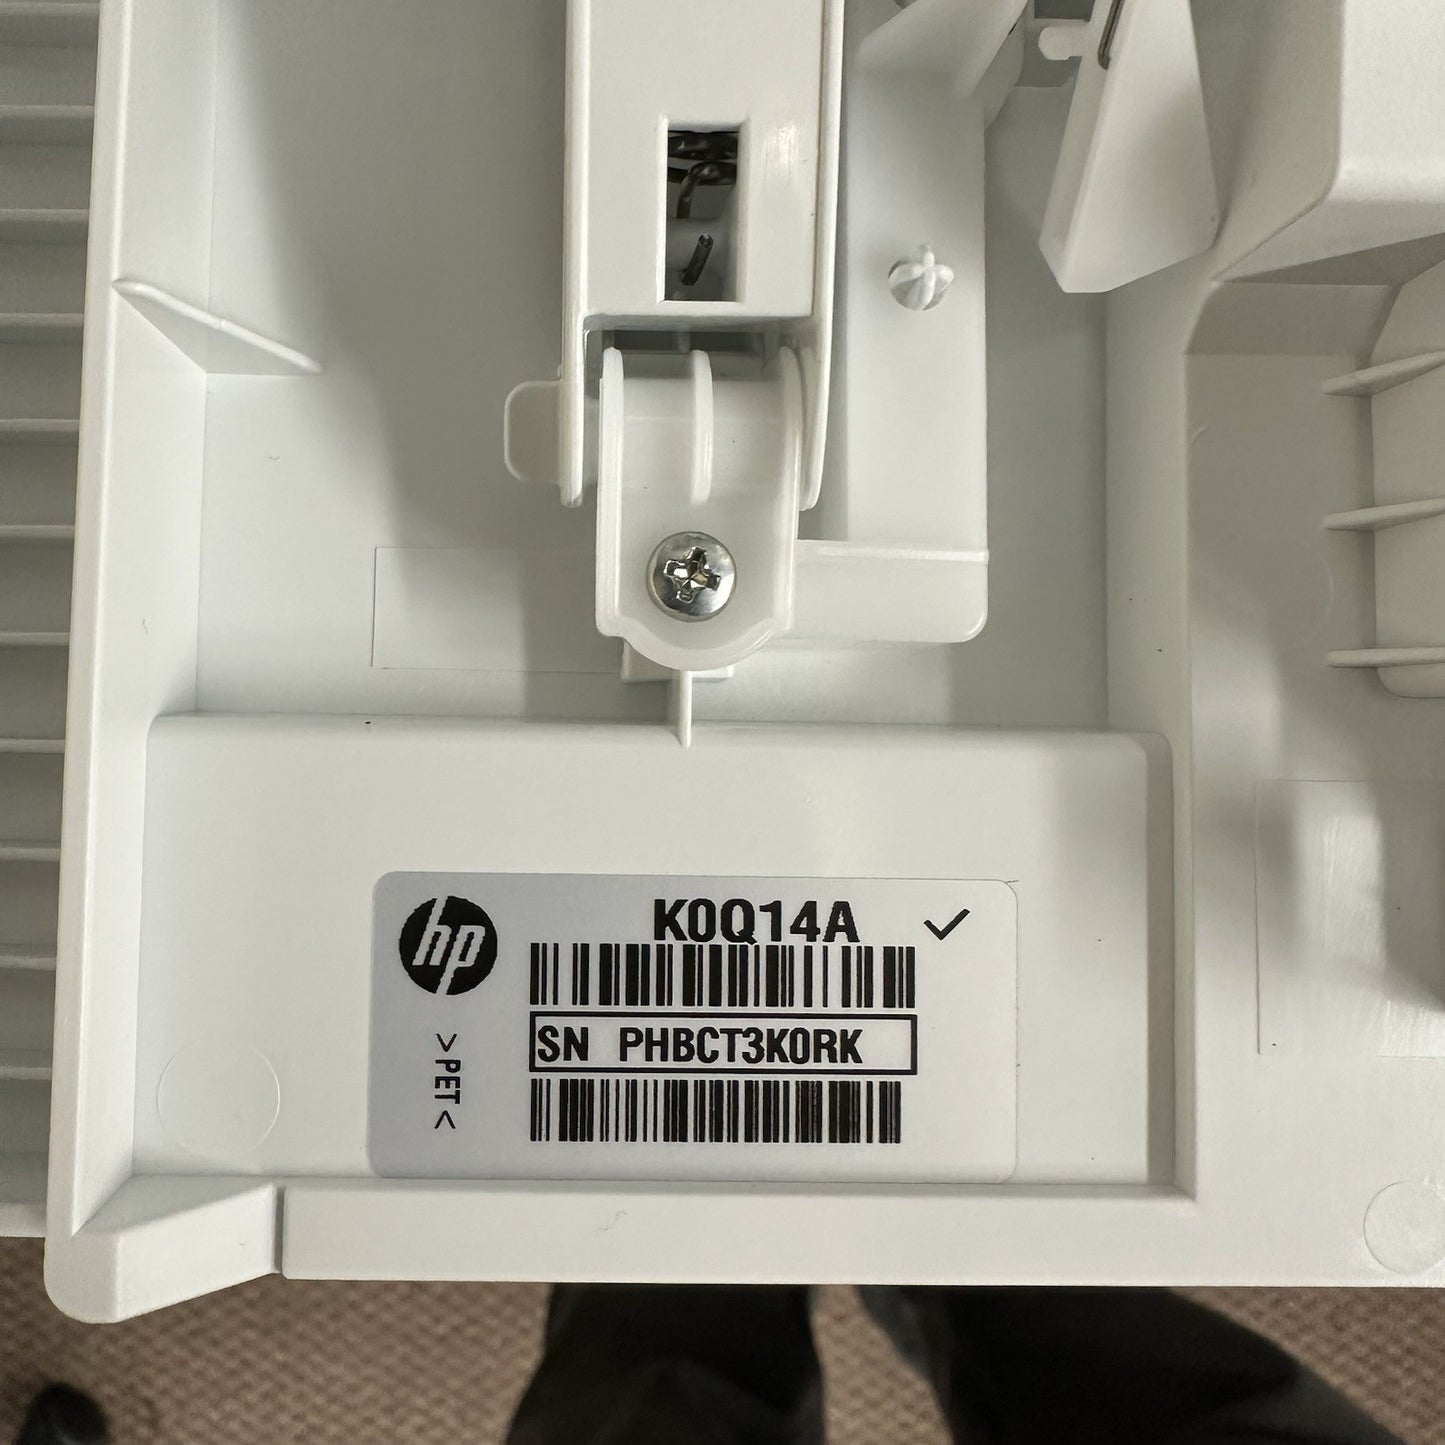 hp
K0Q14A
SN PHBCT3K0RK
>PET<